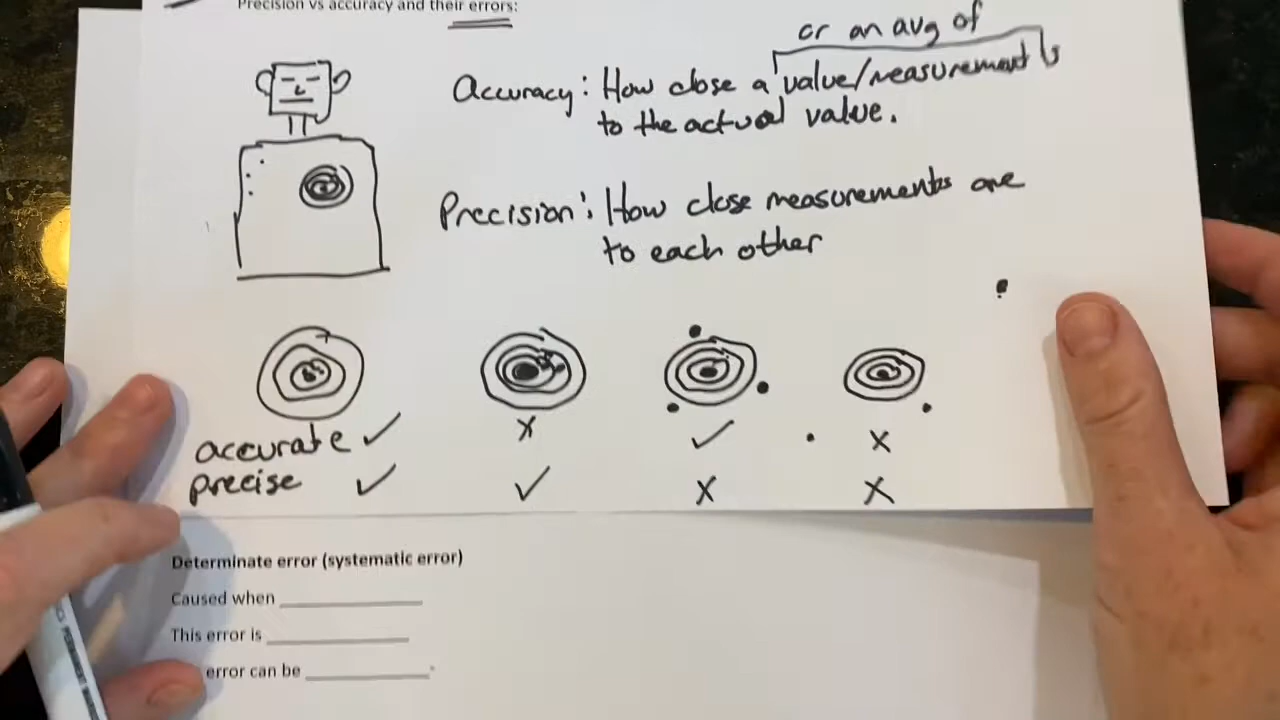 Precision vs accuracy and their errors:
or an avg of
Accuracy: How close a value/measurement s
to the actual value.
Precision: How close measurements are
to each other
accurate ✓ x ✓ x
precise ✓ ✓ x x
Determinate error (systematic error)
Caused when
This error is
error can be